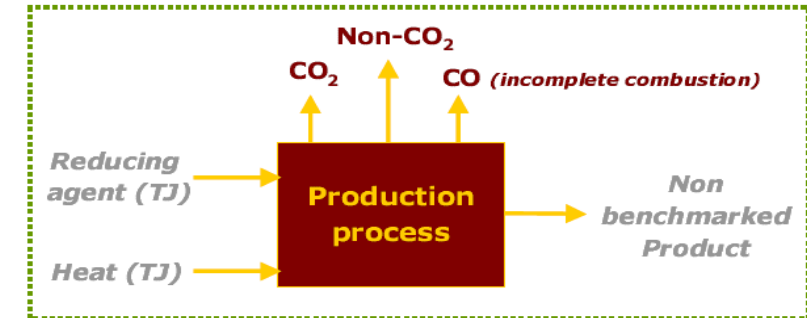 Non-CO₂
CO₂
CO (incomplete combustion)
Reducing
agent (TJ)
Production
process
Non
benchmarked
Product
Heat (TJ)